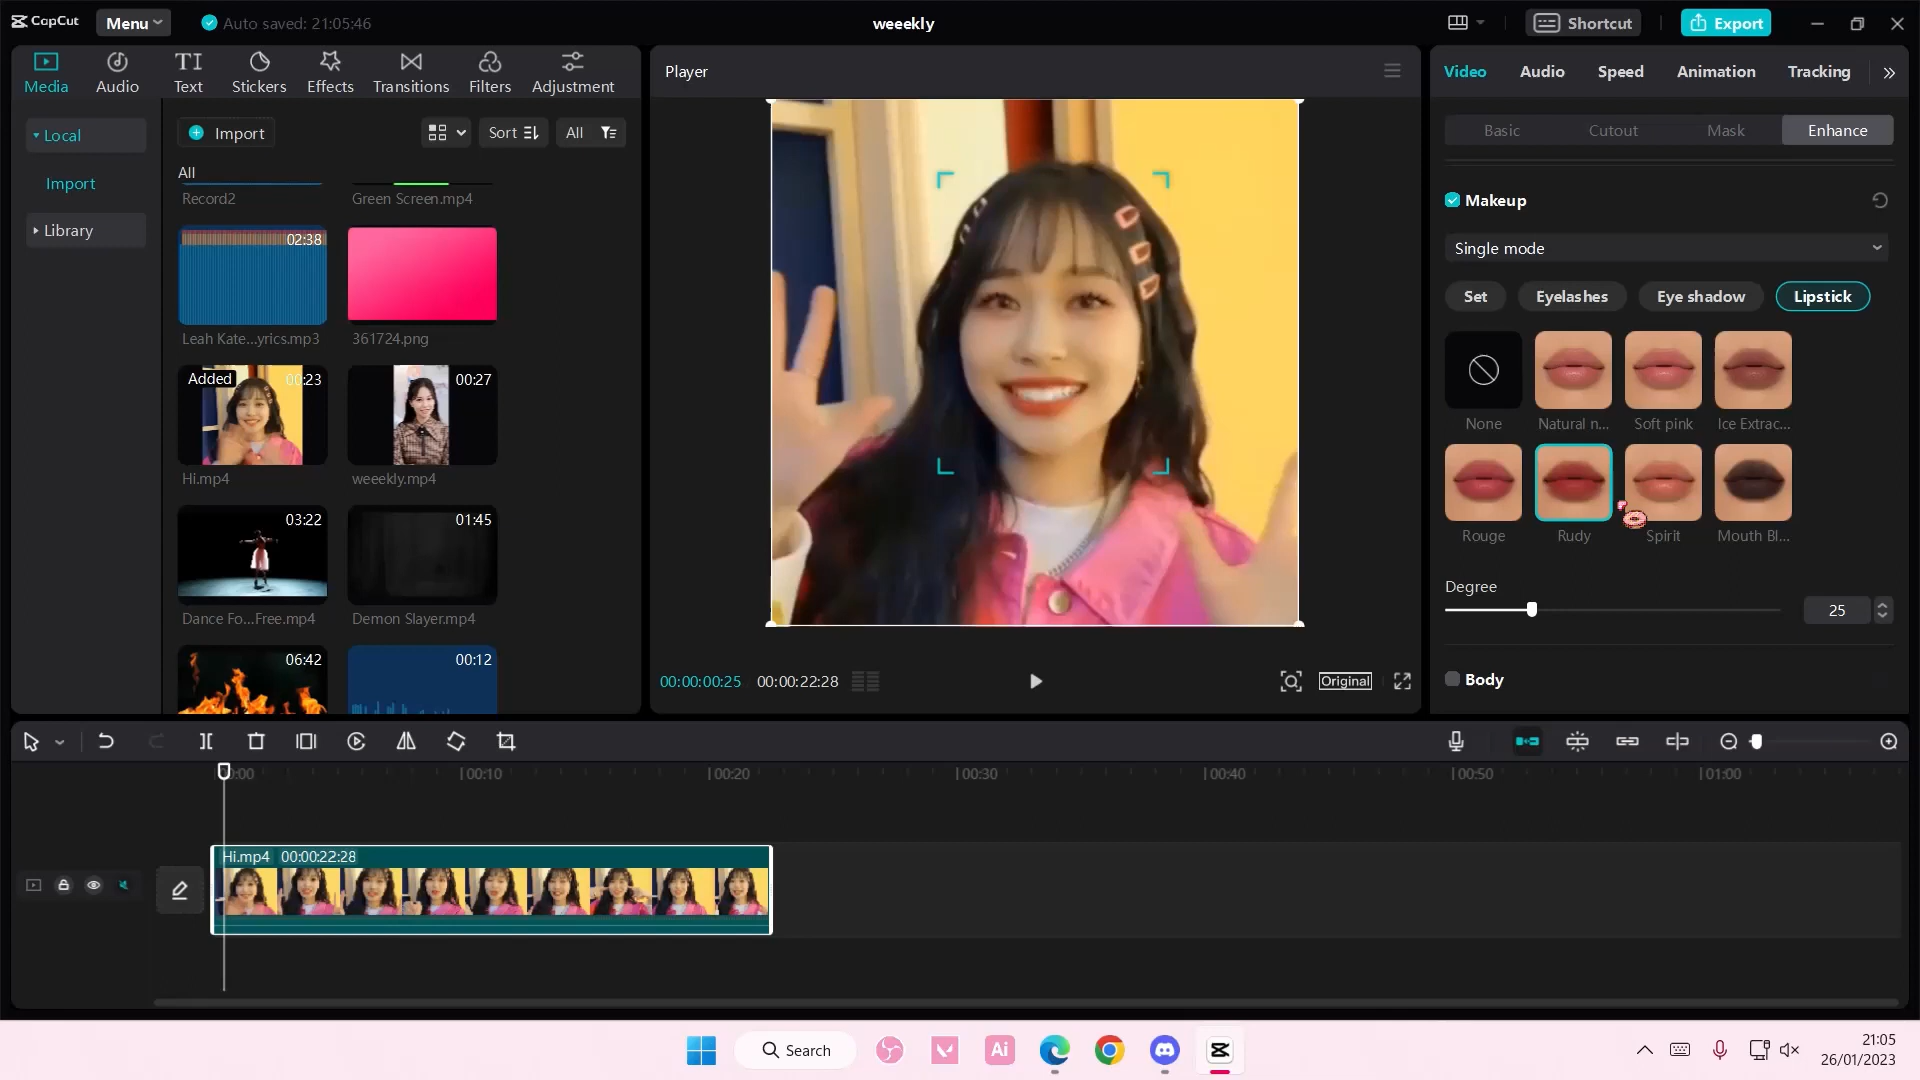 CapCut
Menu
Auto saved: 21:05:46
weeekly
Shortcut
Export
Media
Audio
Text
Stickers
Effects
Transitions
Filters
Adjustment
Local
Import
Library
Import
Sort
All
All
Record2
Green Screen.mp4
02:38
Leah Kate...yrics.mp3
361724.png
Added
00:23
00:27
Hi.mp4
weeekly.mp4
03:22
01:45
Dance Fo...Free.mp4
Demon Slayer.mp4
06:42
00:12
Player
00:00:00:25
00:00:22:28
Original
Video
Audio
Speed
Animation
Tracking
Basic
Cutout
Mask
Enhance
Makeup
Single mode
Set
Eyelashes
Eye shadow
Lipstick
None
Natural n...
Soft pink
Ice Extrac...
Rouge
Rudy
Spirit
Mouth Bl...
Degree
25
Body
00:00
00:10
00:20
00:30
00:40
00:50
01:00
Hi.mp4 00:00:22:28
Search
Ai
21:05
26/01/2023